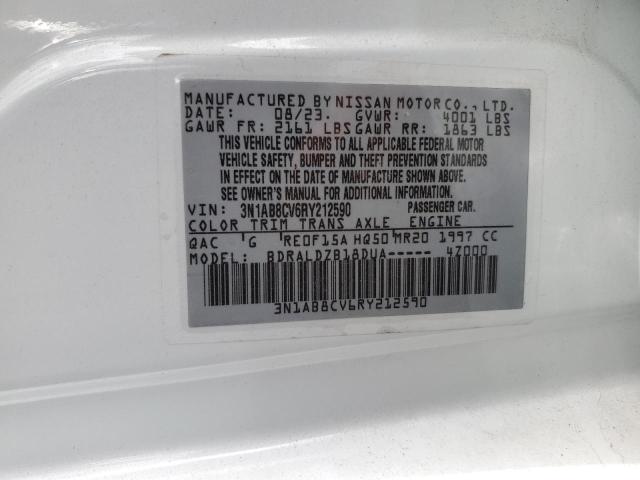 MANUFACTURED BY NISSAN MOTOR CO., LTD.
DATE: 08/23. GVWR: 4001 LBS
GAWR FR: 2161 LBS GAWR RR: 1863 LBS
THIS VEHICLE CONFORMS TO ALL APPLICABLE FEDERAL MOTOR
VEHICLE SAFETY, BUMPER AND THEFT PREVENTION STANDARDS
IN EFFECT ON THE DATE OF MANUFACTURE SHOWN ABOVE.
SEE OWNER'S MANUAL FOR ADDITIONAL INFORMATION.
VIN: 3N1AB8CV6RY212590 PASSENGER CAR.
COLOR TRIM TRANS AXLE ENGINE
QAC G RE0F15A HQ50 MR20 1997 CC
MODEL: BDRALDZB18DUA----- 4Z000
3N1AB8CV6RY212590